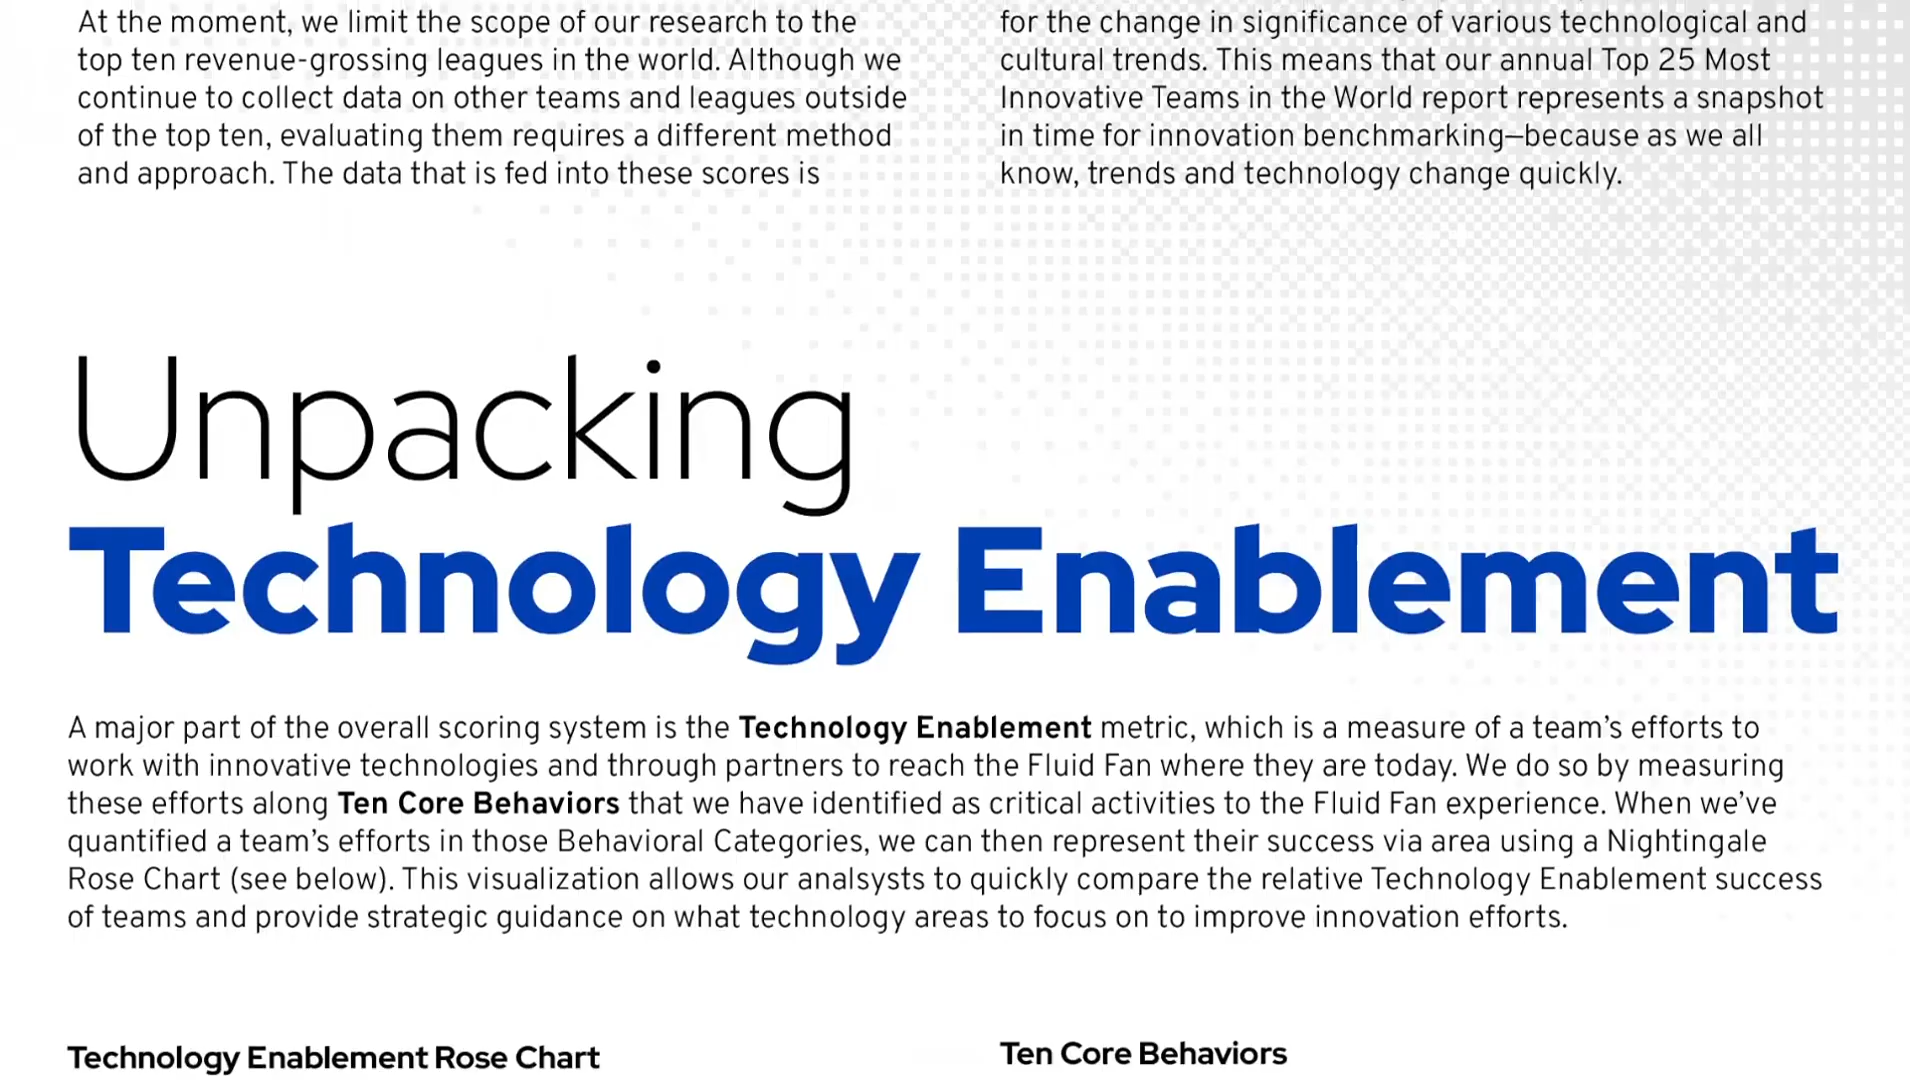 At the moment, we limit the scope of our research to the
top ten revenue-grossing leagues in the world. Although we
continue to collect data on other teams and leagues outside
of the top ten, evaluating them requires a different method
and approach. The data that is fed into these scores is
for the change in significance of various technological and
cultural trends. This means that our annual Top 25 Most
Innovative Teams in the World report represents a snapshot
in time for innovation benchmarking—because as we all
know, trends and technology change quickly.
Unpacking
Technology Enablement
A major part of the overall scoring system is the Technology Enablement metric, which is a measure of a team’s efforts to
work with innovative technologies and through partners to reach the Fluid Fan where they are today. We do so by measuring
these efforts along Ten Core Behaviors that we have identified as critical activities to the Fluid Fan experience. When we’ve
quantified a team’s efforts in those Behavioral Categories, we can then represent their success via area using a Nightingale
Rose Chart (see below). This visualization allows our analsysts to quickly compare the relative Technology Enablement success
of teams and provide strategic guidance on what technology areas to focus on to improve innovation efforts.
Technology Enablement Rose Chart
Ten Core Behaviors